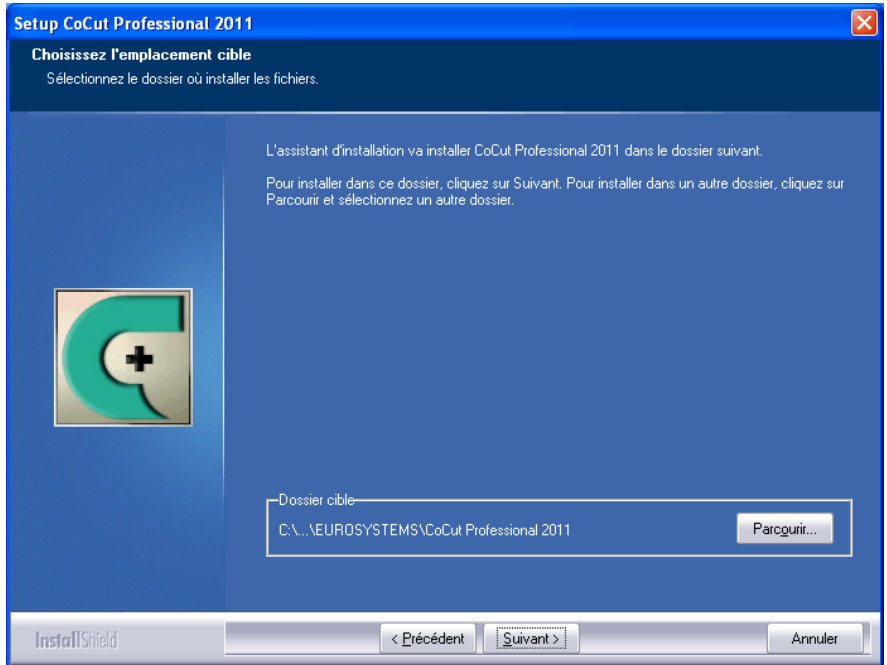 Setup CoCut Professional 2011
Choisissez l'emplacement cible
Sélectionnez le dossier où installer les fichiers.
L'assistant d'installation va installer CoCut Professional 2011 dans le dossier suivant.
Pour installer dans ce dossier, cliquez sur Suivant. Pour installer dans un autre dossier, cliquez sur
Parcourir et sélectionnez un autre dossier.
Dossier cible
C:\...\EUROSYSTEMS\CoCut Professional 2011
Parcourir...
InstallShield
< Précédent
Suivant >
Annuler